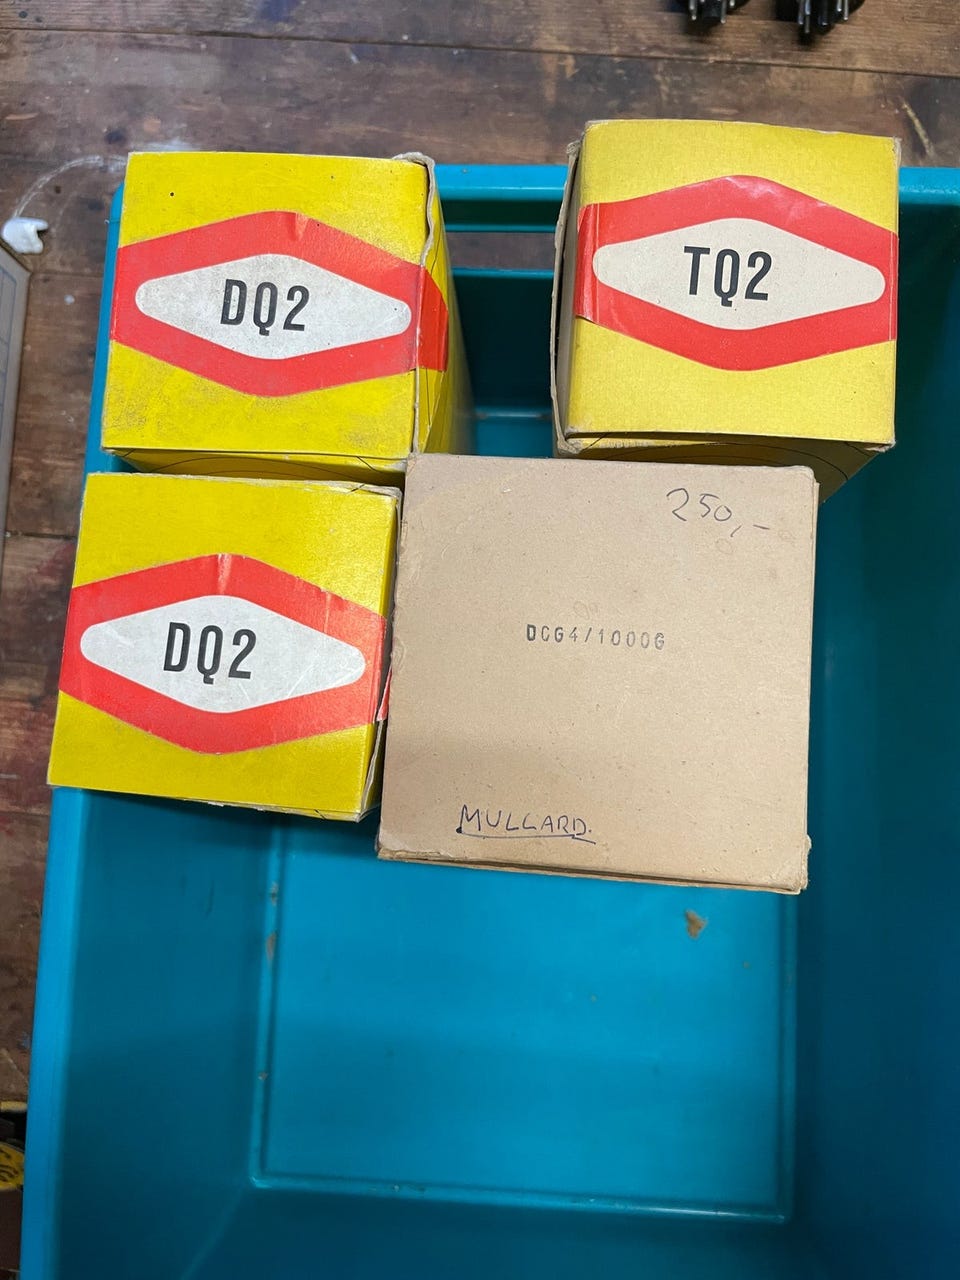 DQ2
TQ2
DQ2
250,-
DCG4/1000G
MULLARD.